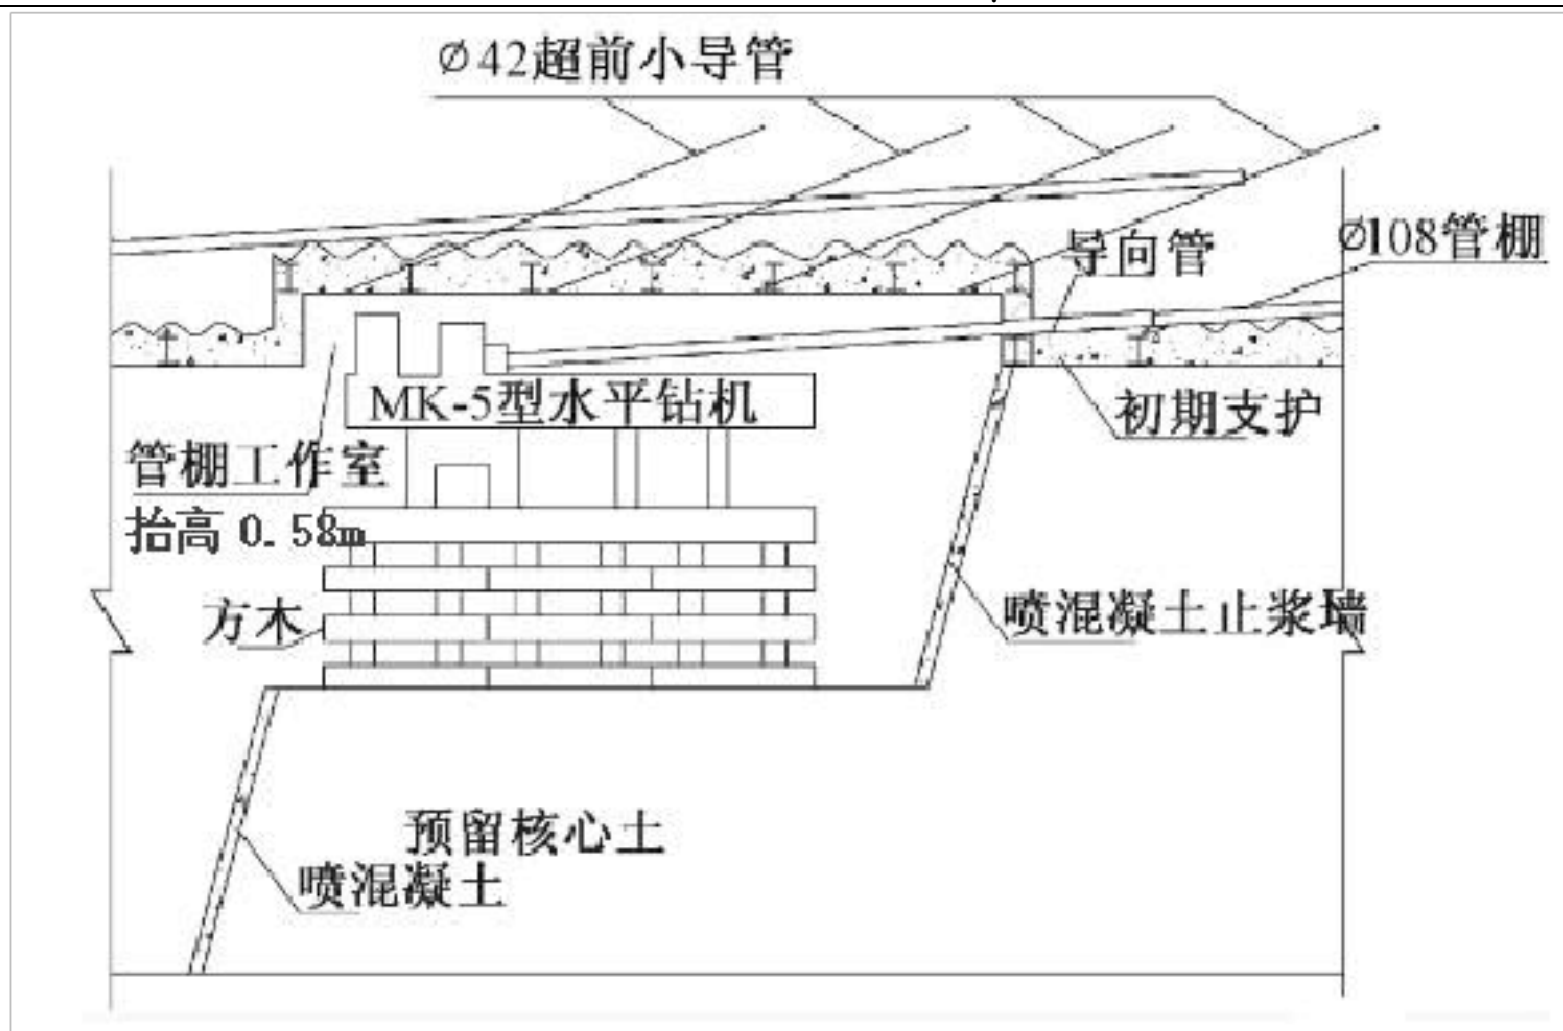 Ø42超前小导管
导向管
Ø108管棚
MK-5型水平钻机
初期支护
管棚工作室
抬高 0.58m
方木
喷混凝土止浆墙
预留核心土
喷混凝土